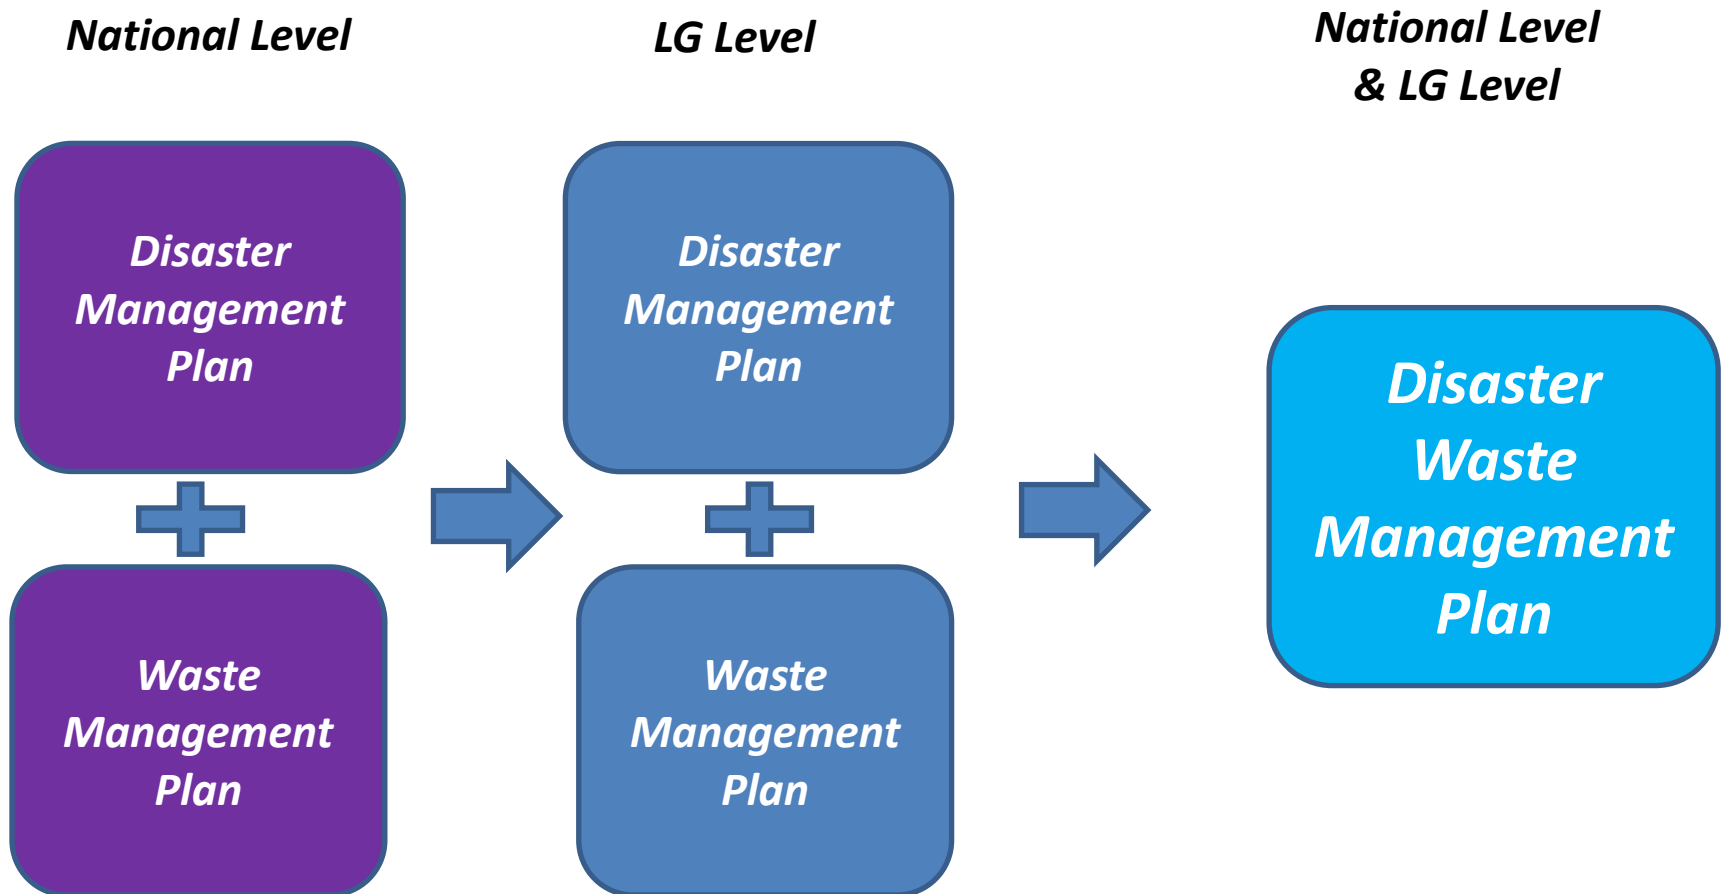 National Level
LG Level
National Level
& LG Level
Disaster
Management
Plan
Disaster
Management
Plan
Disaster
Waste
Management
Plan
Waste
Management
Plan
Waste
Management
Plan